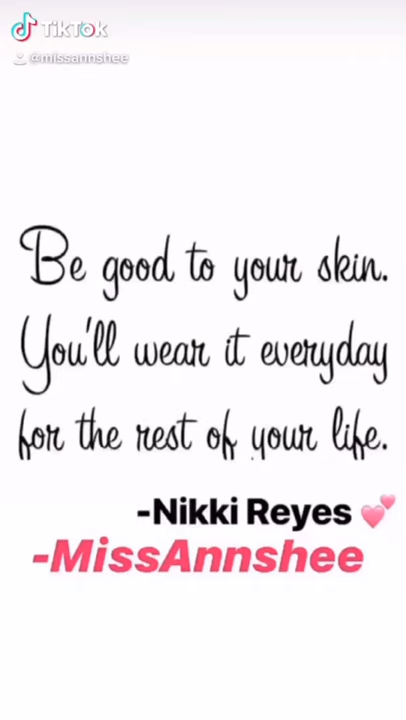 TikTok
@missannshee
Be good to your skin.
You'll wear it everyday
for the rest of your life.
-Nikki Reyes 💕
-MissAnnshee